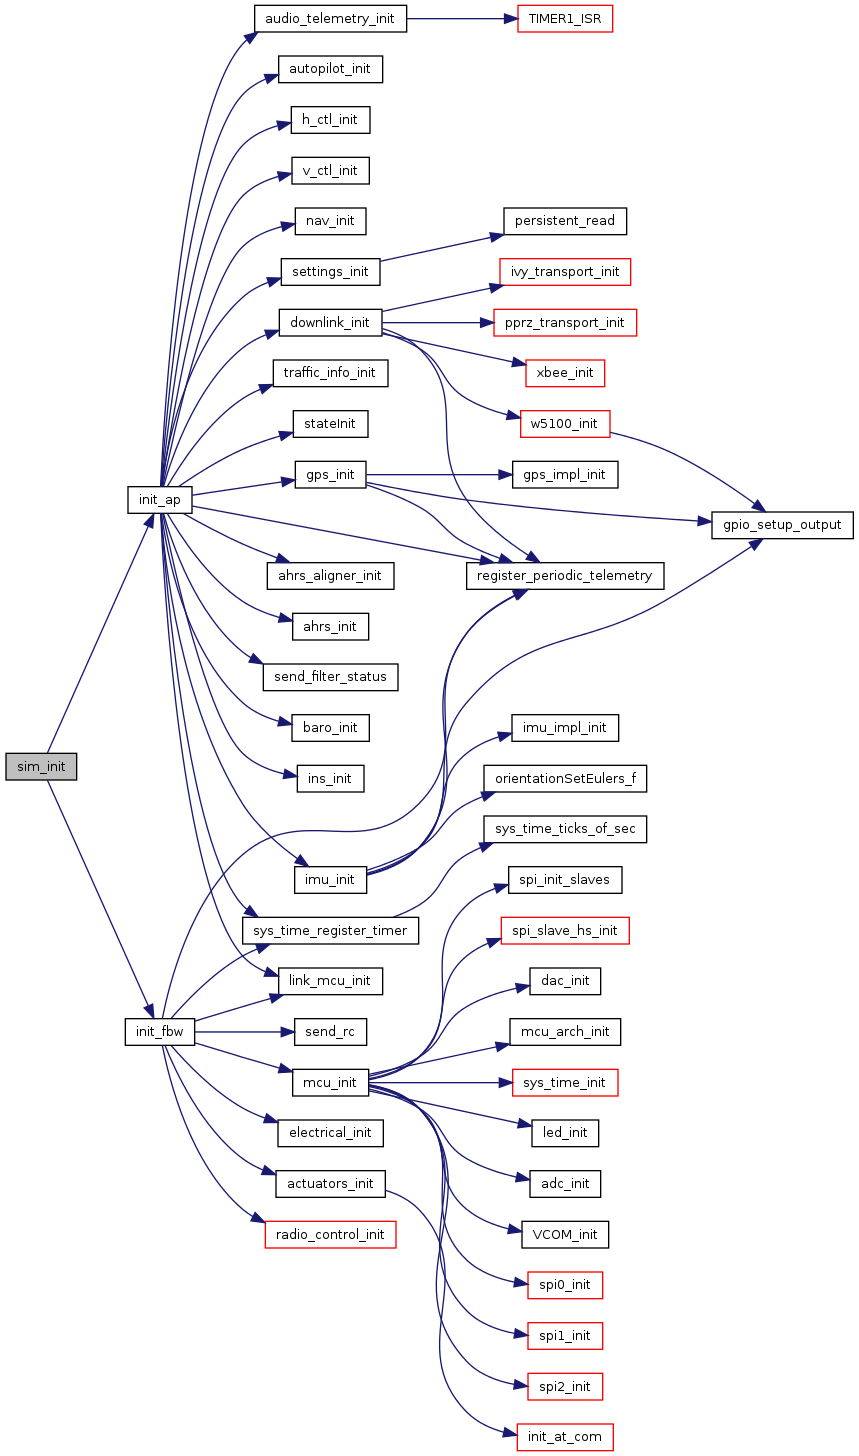 audio_telemetry_init
TIMER1_ISR
autopilot_init
h_ctl_init
v_ctl_init
nav_init
persistent_read
settings_init
ivy_transport_init
downlink_init
pprz_transport_init
traffic_info_init
xbee_init
stateInit
w5100_init
gps_init
gps_impl_init
init_ap
gpio_setup_output
ahrs_aligner_init
register_periodic_telemetry
ahrs_init
send_filter_status
baro_init
imu_impl_init
sim_init
ins_init
orientationSetEulers_f
sys_time_ticks_of_sec
imu_init
spi_init_slaves
sys_time_register_timer
spi_slave_hs_init
link_mcu_init
dac_init
init_fbw
send_rc
mcu_arch_init
mcu_init
sys_time_init
electrical_init
led_init
actuators_init
adc_init
radio_control_init
VCOM_init
spi0_init
spi1_init
spi2_init
init_at_com